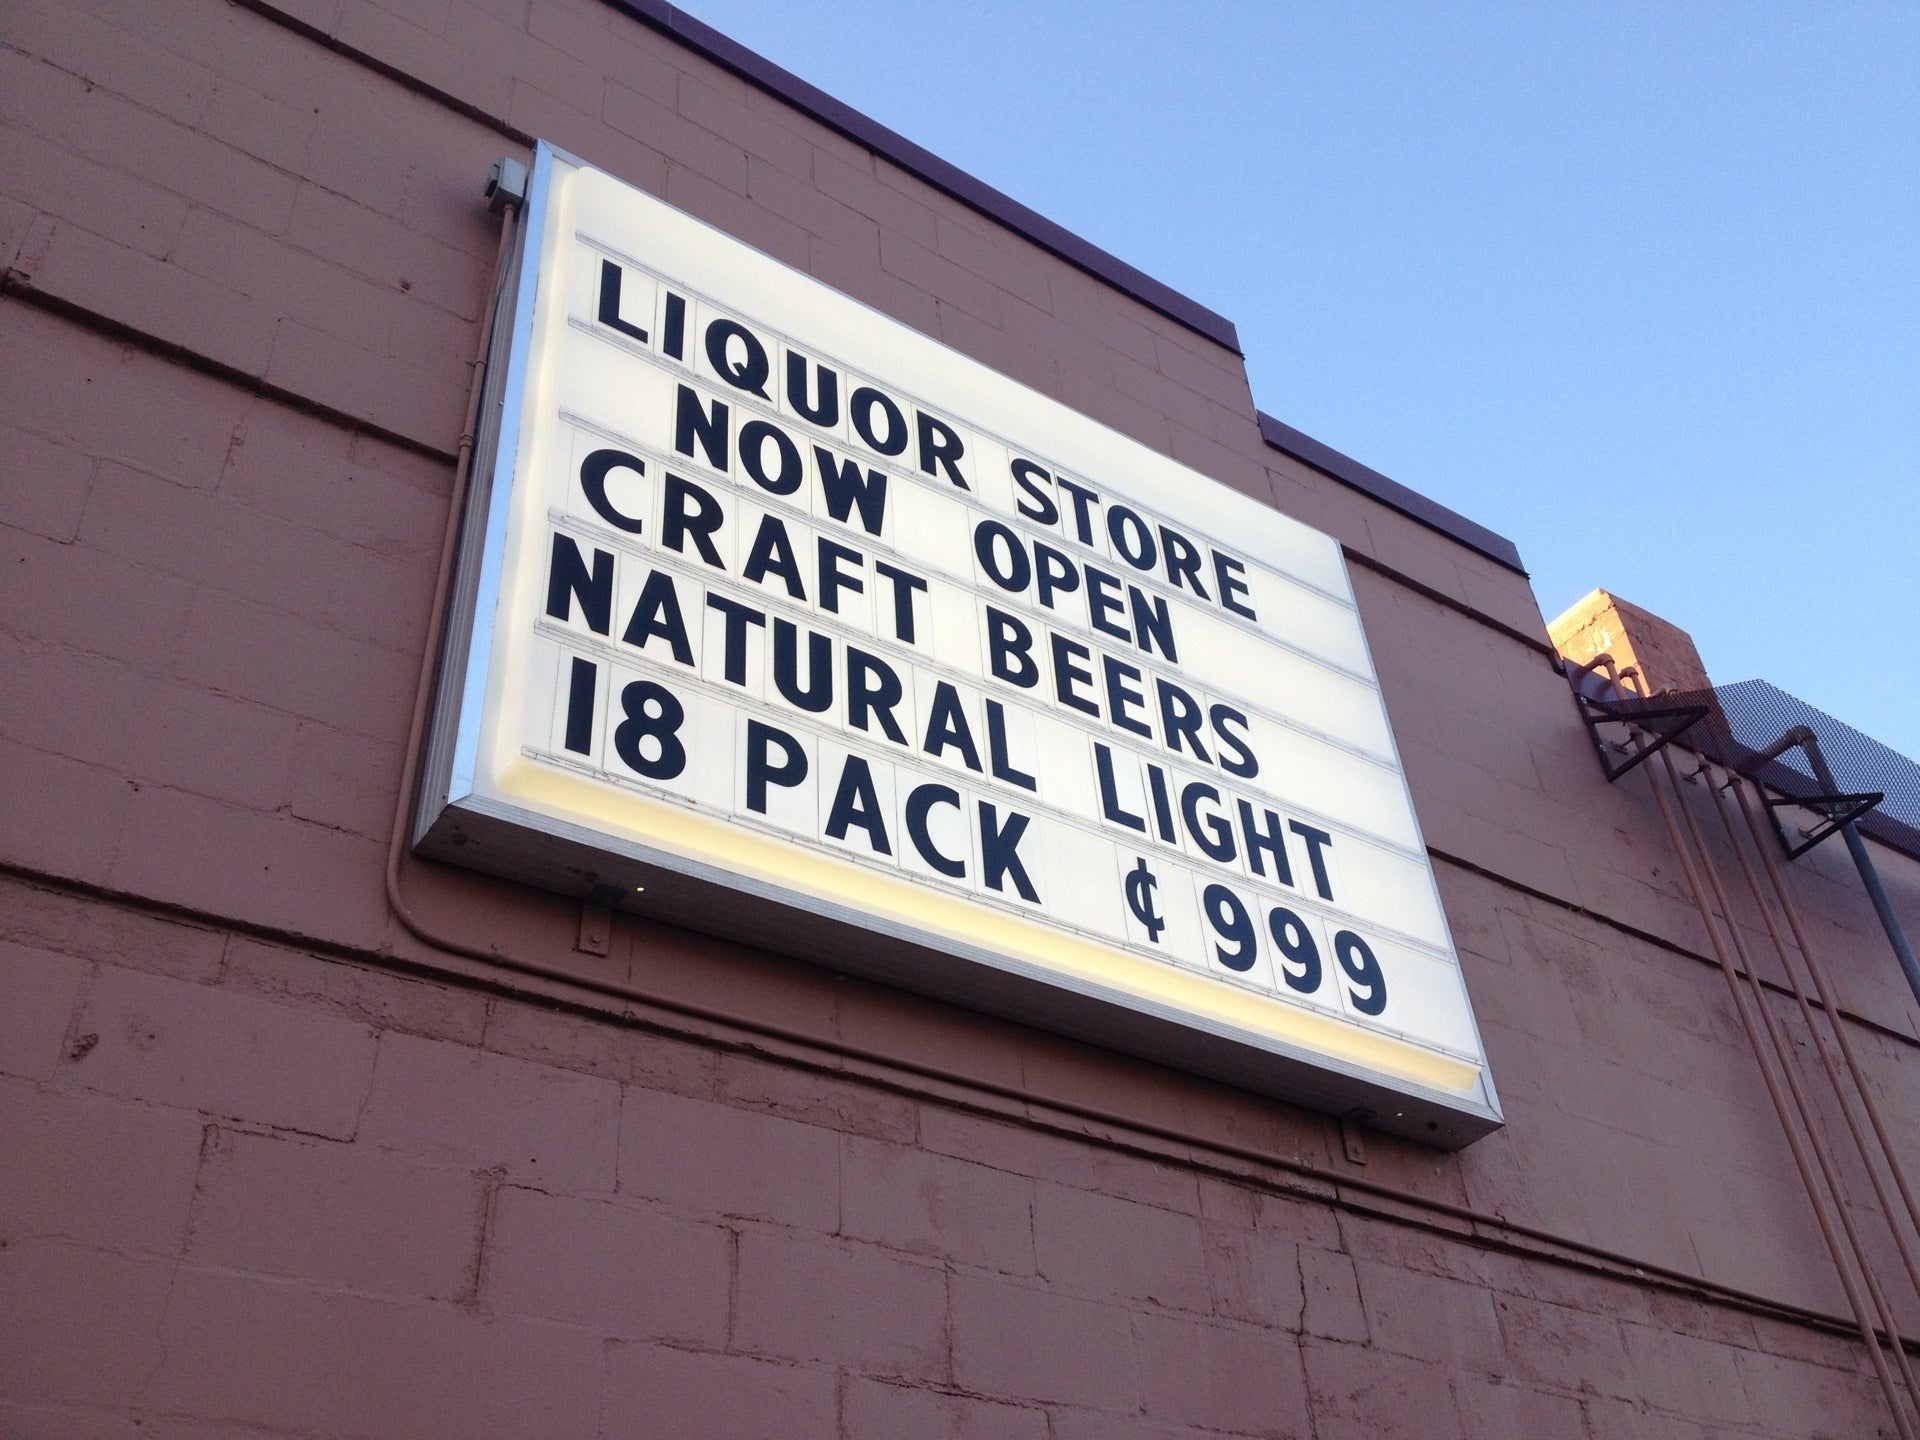 LIQUOR STORE
NOW OPEN
CRAFT BEERS
NATURAL LIGHT
18 PACK ¢ 999